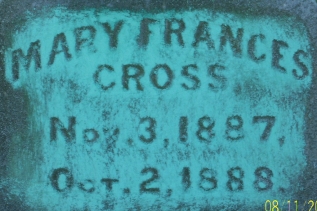 MARY FRANCES
CROSS.
Nov. 3, 1887.
Oct. 2, 1888.